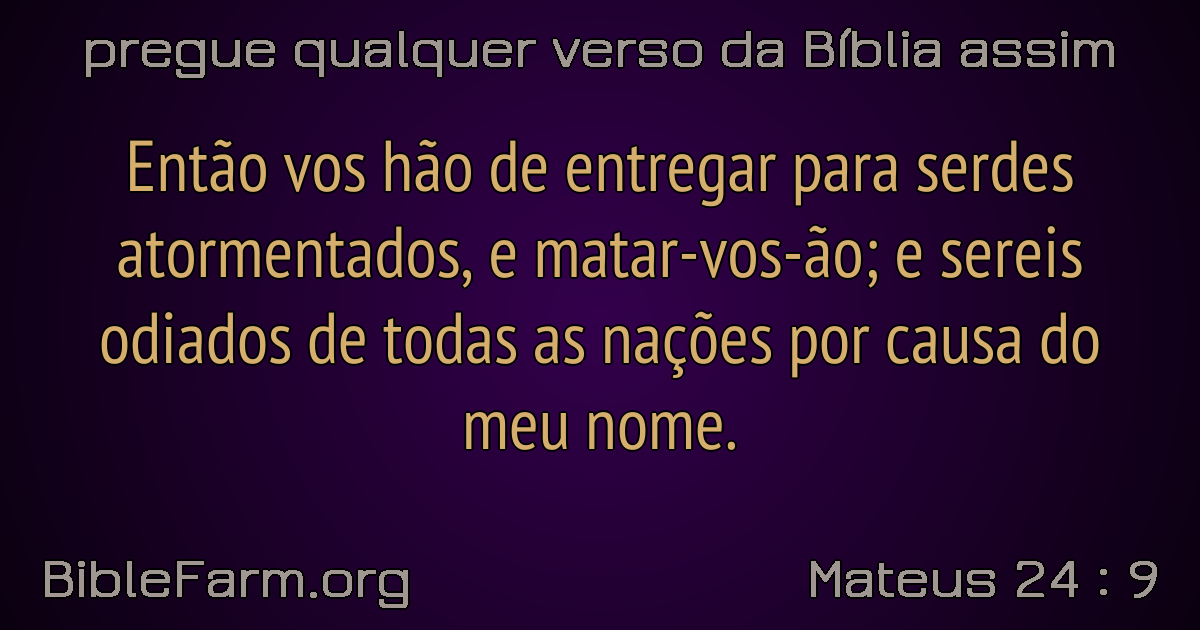 pregue qualquer verso da Bíblia assim
Então vos hão de entregar para serdes
atormentados, e matar-vos-ão; e sereis
odiados de todas as nações por causa do
meu nome.
BibleFarm.org
Mateus 24 : 9